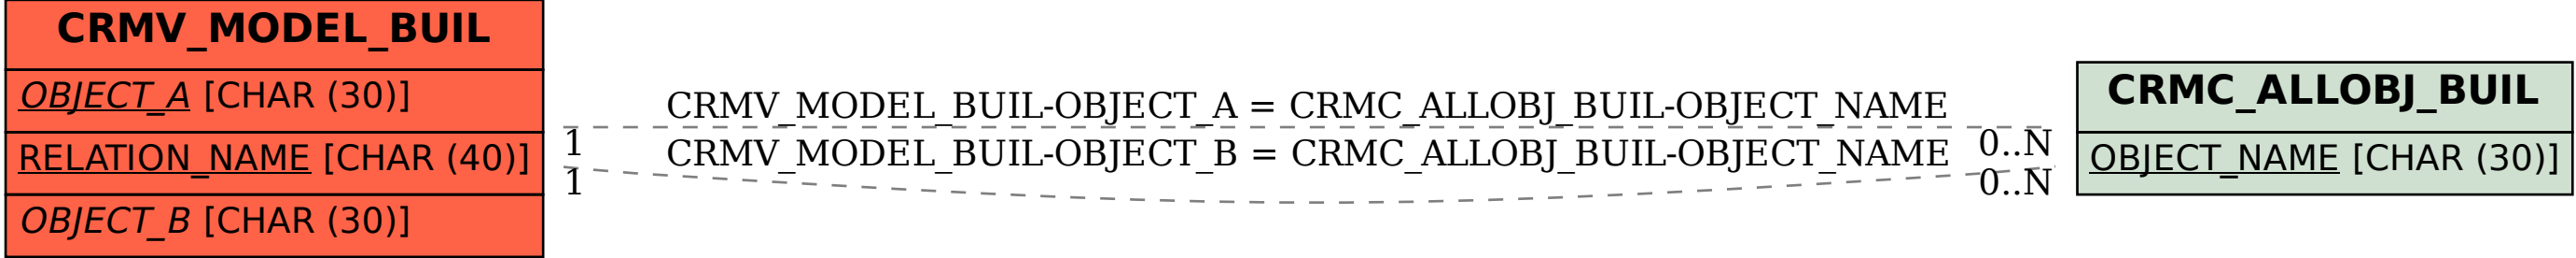 CRMV_MODEL_BUIL
OBJECT_A [CHAR (30)]
RELATION_NAME [CHAR (40)]
OBJECT_B [CHAR (30)]
CRMV_MODEL_BUIL-OBJECT_A = CRMC_ALLOBJ_BUIL-OBJECT_NAME
1
0..N
CRMV_MODEL_BUIL-OBJECT_B = CRMC_ALLOBJ_BUIL-OBJECT_NAME
1
0..N
CRMC_ALLOBJ_BUIL
OBJECT_NAME [CHAR (30)]